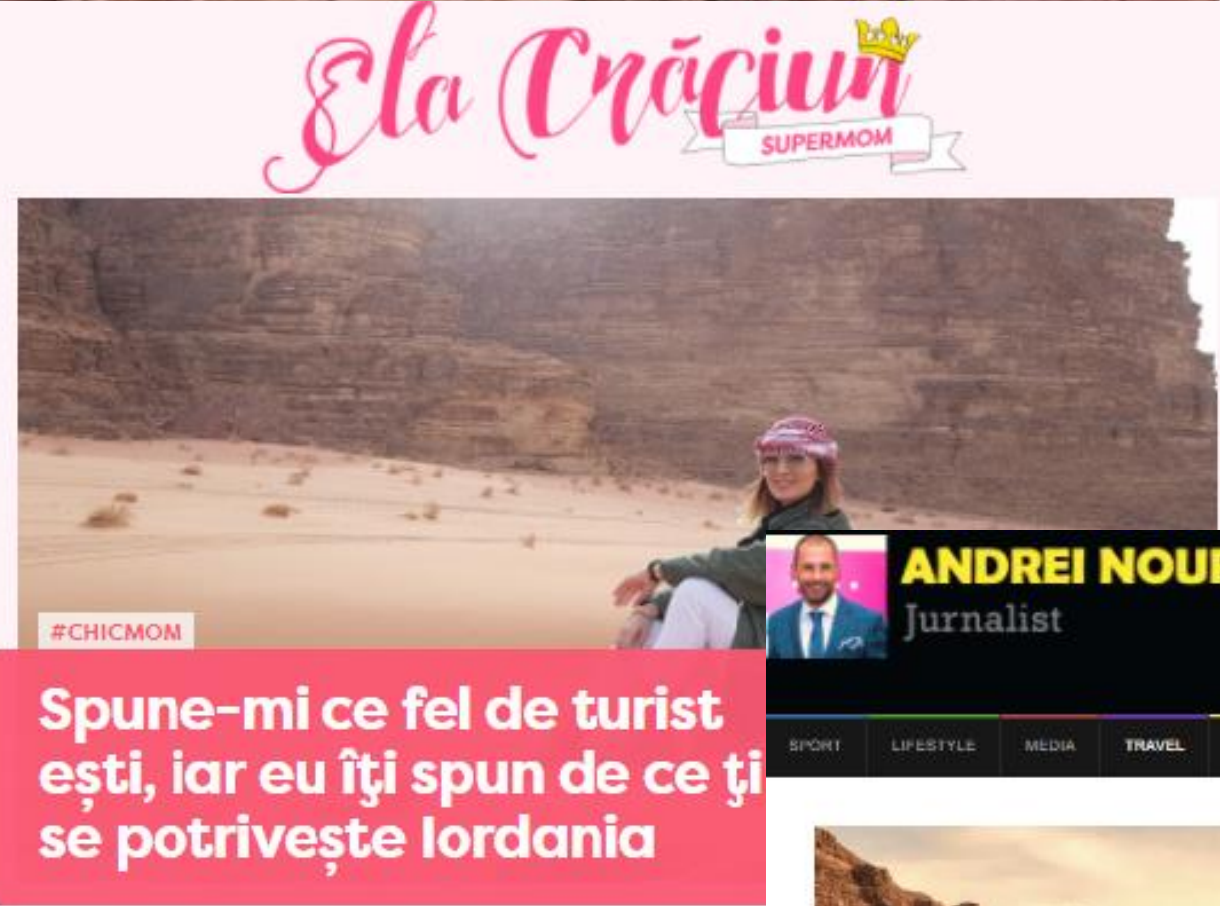 Ela Crăciun
SUPERMOM
#CHICMOM
Spune-mi ce fel de turist
ești, iar eu îţi spun de ce ţi
se potrivește Iordania
ANDREI
Jurnalist
SPORT LIFESTYLE MEDIA TRAVEL